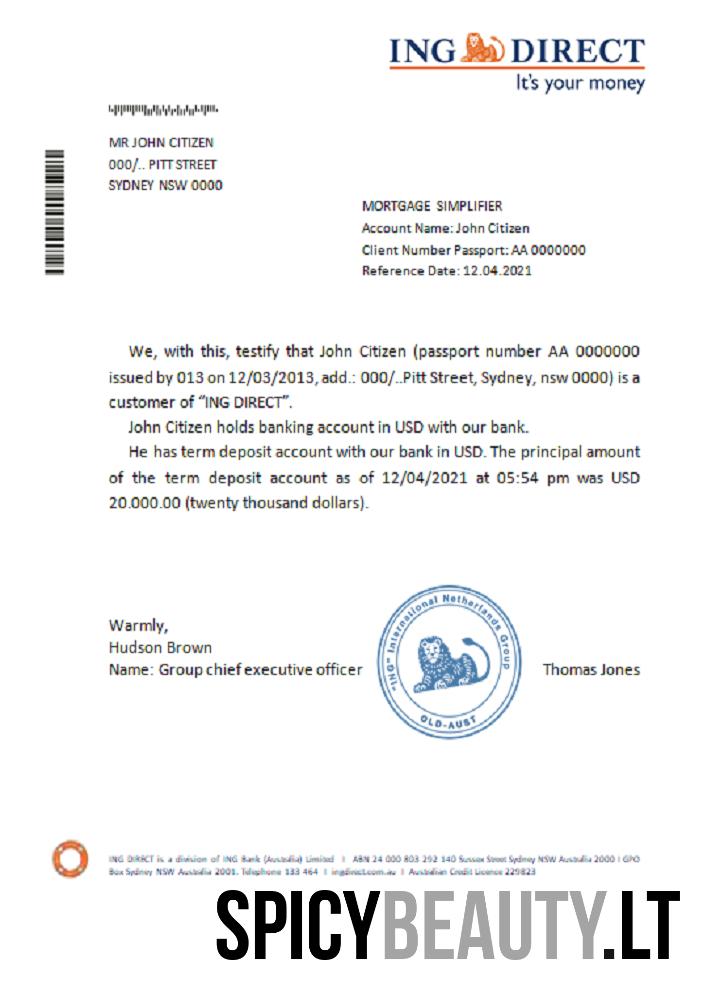 ING DIRECT
It's your money
MR JOHN CITIZEN
000/.. PITT STREET
SYDNEY NSW 0000
MORTGAGE SIMPLIFIER
Account Name: John Citizen
Client Number Passport: AA 0000000
Reference Date: 12.04.2021
We, with this, testify that John Citizen (passport number AA 0000000
issued by 013 on 12/03/2013, add.: 000/..Pitt Street, Sydney, nsw 0000) is a
customer of “ING DIRECT”.
John Citizen holds banking account in USD with our bank.
He has term deposit account with our bank in USD. The principal amount
of the term deposit account as of 12/04/2021 at 05:54 pm was USD
20.000.00 (twenty thousand dollars).
Warmly,
Hudson Brown
Name: Group chief executive officer
"ING" International Netherlands Group
QLD-AUST
Thomas Jones
ING DIRECT is a division of ING Bank (Australia) Limited I ABN 24 000 803 292 140 Sussex Street Sydney NSW Australia 2000 I GPO
Box Sydney NSW Australia 2001. Telephone 133 464 I ingdirect.com.au I Australian Credit Licence 229823
SPICYBEAUTY.LT